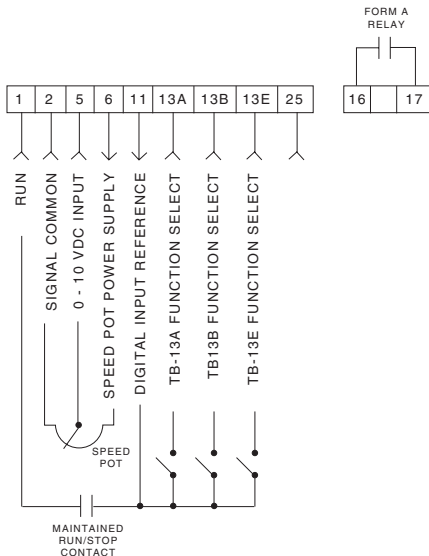 FORM A
RELAY
1 2 5 6 11 13A 13B 13E 25
16 17
RUN
SIGNAL COMMON
0 - 10 VDC INPUT
SPEED POT POWER SUPPLY
DIGITAL INPUT REFERENCE
TB-13A FUNCTION SELECT
TB13B FUNCTION SELECT
TB-13E FUNCTION SELECT
SPEED
POT
MAINTAINED
RUN/STOP
CONTACT